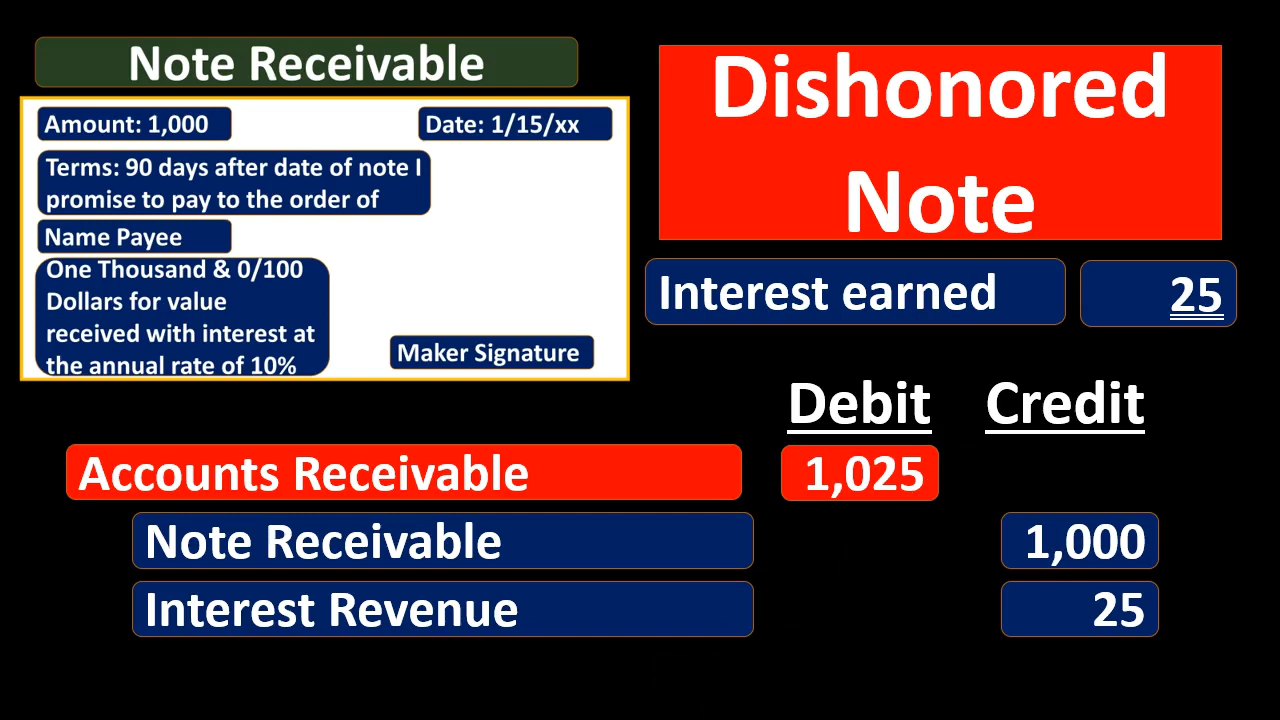 Note Receivable
Amount: 1,000
Date: 1/15/xx
Terms: 90 days after date of note I
promise to pay to the order of
Name Payee
One Thousand & 0/100
Dollars for value
received with interest at
the annual rate of 10%
Maker Signature
Dishonored
Note
Interest earned 25
Debit Credit
Accounts Receivable 1,025
Note Receivable 1,000
Interest Revenue 25